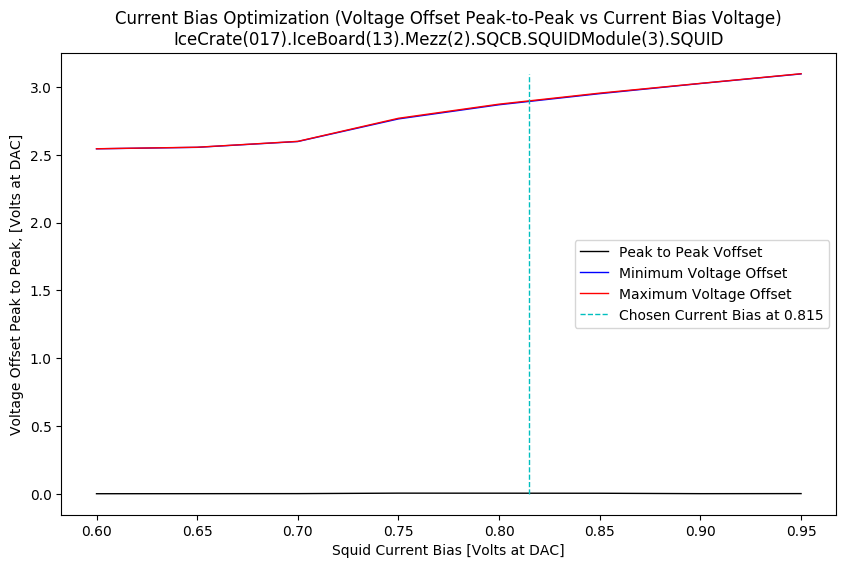 Current Bias Optimization (Voltage Offset Peak-to-Peak vs Current Bias Voltage)
IceCrate(017).IceBoard(13).Mezz(2).SQCB.SQUIDModule(3).SQUID
Voltage Offset Peak to Peak, [Volts at DAC]
3.0
2.5
2.0
1.5
1.0
0.5
0.0
Peak to Peak Voffset
Minimum Voltage Offset
Maximum Voltage Offset
Chosen Current Bias at 0.815
0.60 0.65 0.70 0.75 0.80 0.85 0.90 0.95
Squid Current Bias [Volts at DAC]